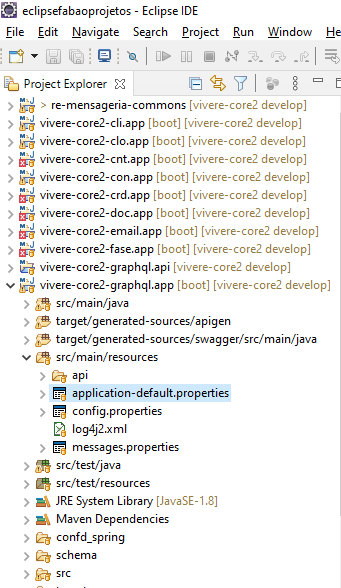 eclipsefabaoprojetos - Eclipse IDE
File Edit Navigate Search Project Run Window He
Project Explorer
> re-mensageria-commons [vivere-core2 develop]
vivere-core2-cli.app [boot] [vivere-core2 develop]
vivere-core2-clo.app [boot] [vivere-core2 develop]
vivere-core2-cnt.app [boot] [vivere-core2 develop]
vivere-core2-con.app [boot] [vivere-core2 develop]
vivere-core2-crd.app [boot] [vivere-core2 develop]
vivere-core2-doc.app [boot] [vivere-core2 develop]
vivere-core2-email.app [boot] [vivere-core2 develop]
vivere-core2-fase.app [boot] [vivere-core2 develop]
vivere-core2-graphql.api [vivere-core2 develop]
vivere-core2-graphql.app [boot] [vivere-core2 develop]
src/main/java
target/generated-sources/apigen
target/generated-sources/swagger/src/main/java
src/main/resources
api
application-default.properties
config.properties
log4j2.xml
messages.properties
src/test/java
src/test/resources
JRE System Library [JavaSE-1.8]
Maven Dependencies
confd_spring
schema
src